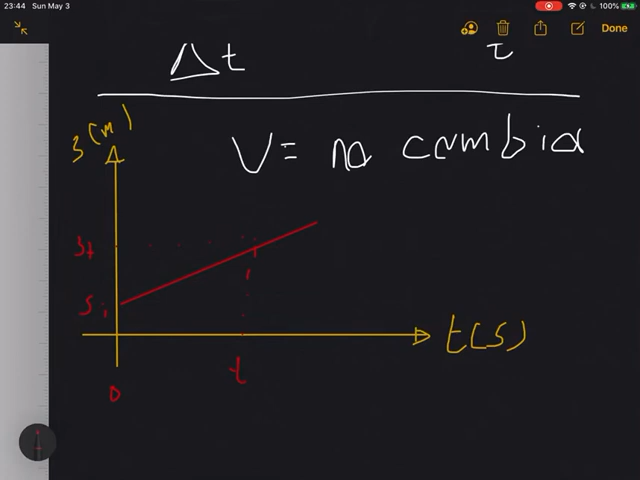 23:44 Sun May 3 100%
Done
Δt
τ
s(m)
V = no cambia
sf
si
t(s)
t
0